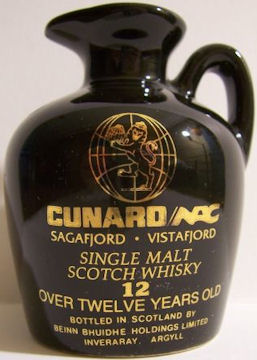 CUNARD/NAC
SAGAFJORD · VISTAFJORD
SINGLE MALT
SCOTCH WHISKY
12
OVER TWELVE YEARS OLD
BOTTLED IN SCOTLAND BY
BEINN BHUIDHE HOLDINGS LIMITED
INVERARAY, ARGYLL